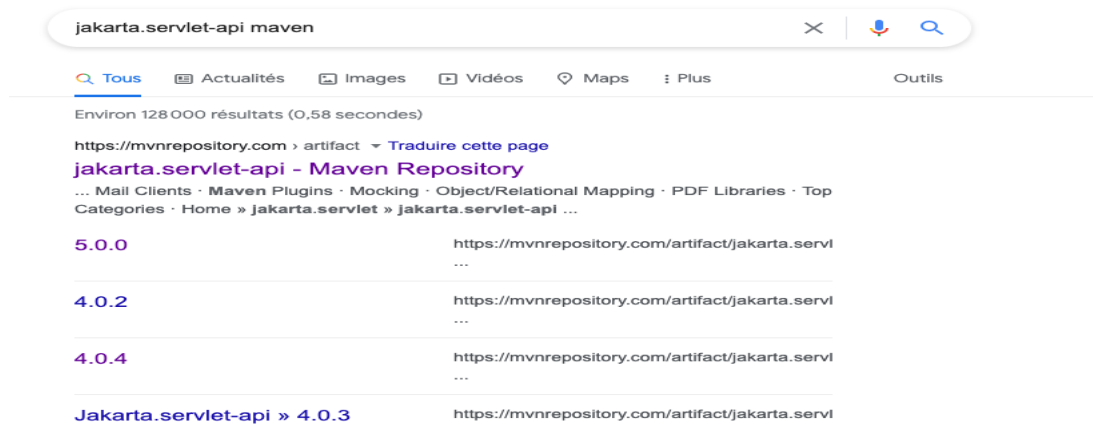 jakarta.servlet-api maven
Tous Actualités Images Vidéos Maps Plus Outils
Environ 128 000 résultats (0,58 secondes)
https://mvnrepository.com › artifact Traduire cette page
jakarta.servlet-api - Maven Repository
... Mail Clients · Maven Plugins · Mocking · Object/Relational Mapping · PDF Libraries · Top
Categories · Home » jakarta.servlet » jakarta.servlet-api ...
5.0.0 https://mvnrepository.com/artifact/jakarta.servl
...
4.0.2 https://mvnrepository.com/artifact/jakarta.servl
...
4.0.4 https://mvnrepository.com/artifact/jakarta.servl
...
Jakarta.servlet-api » 4.0.3 https://mvnrepository.com/artifact/jakarta.servl